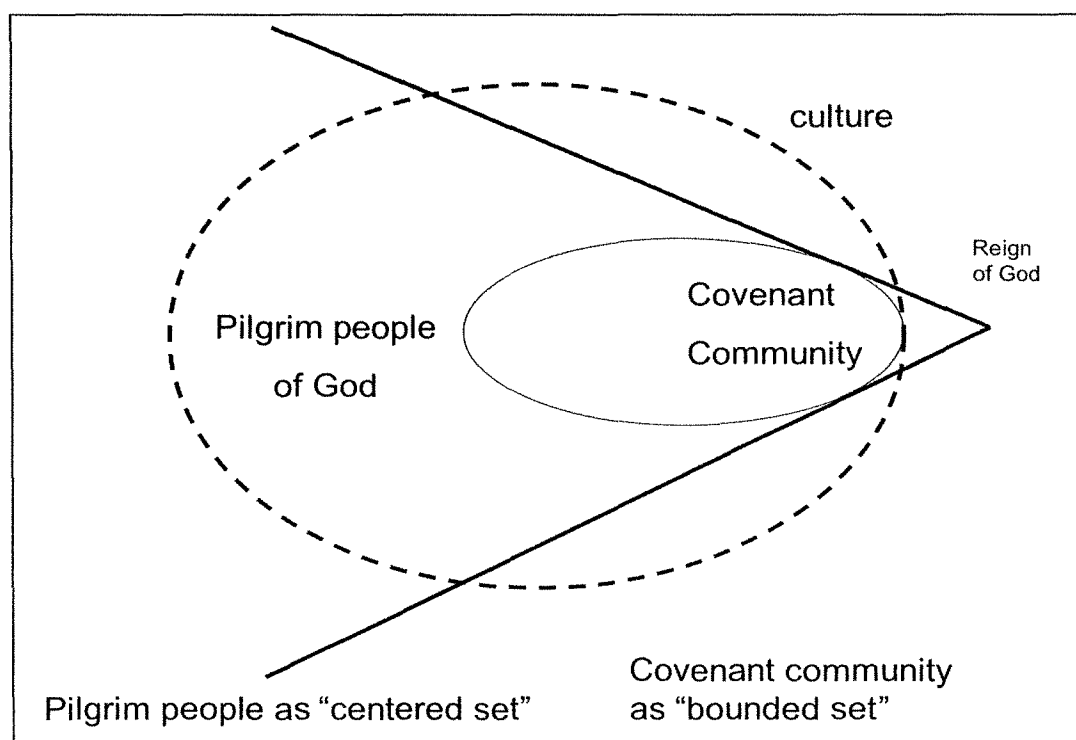 culture
Reign
of God
Covenant
Community
Pilgrim people
of God
Covenant community
as “bounded set”
Pilgrim people as “centered set”